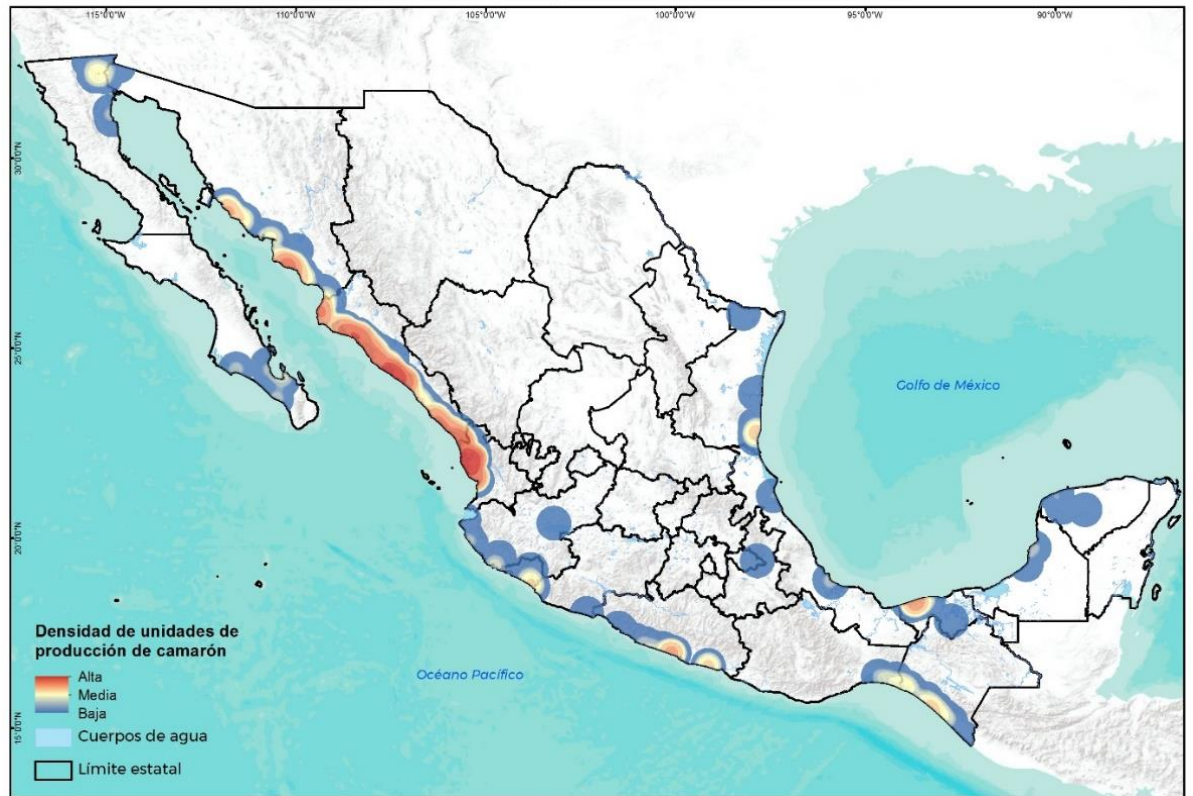 115°0'0"W
110°0'0"W
105°0'0"W
100°0'0"W
95°0'0"W
90°0'0"W
30°0'0"N
25°0'0"N
20°0'0"N
15°0'0"N
Golfo de México
Océano Pacífico
Densidad de unidades de
producción de camarón
Alta
Media
Baja
Cuerpos de agua
Límite estatal